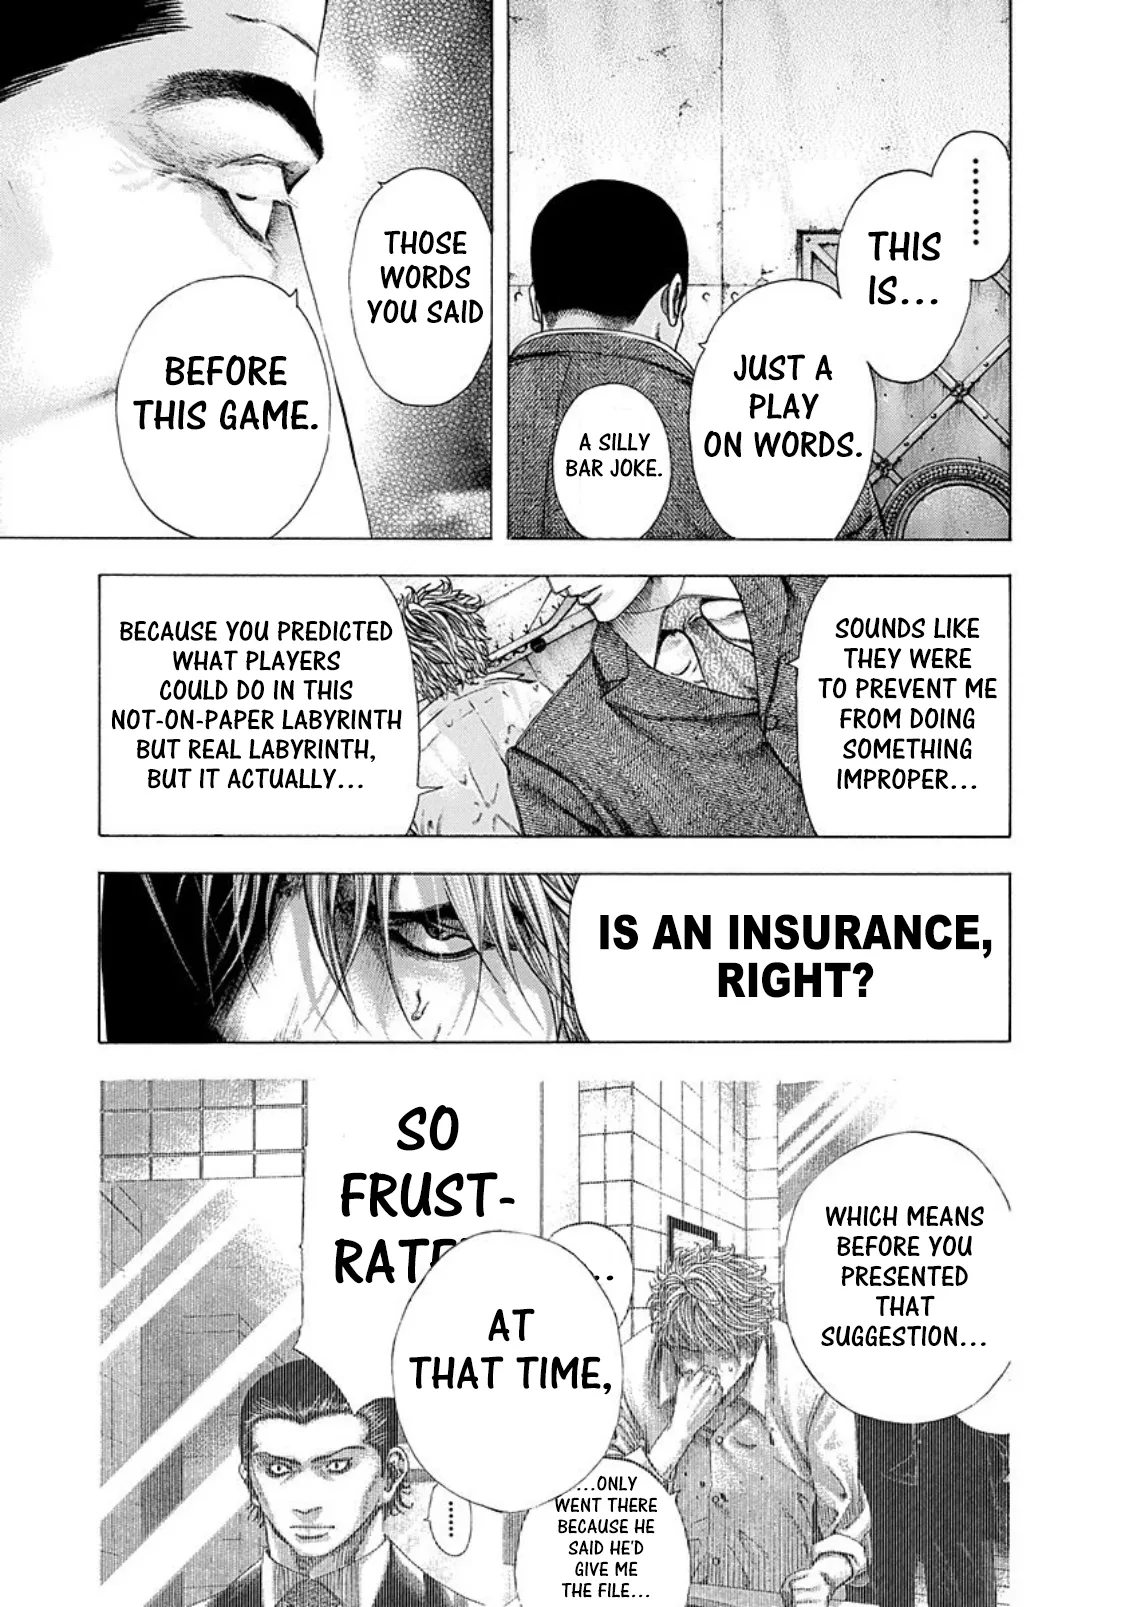 ………
THIS
IS...
JUST A
PLAY
ON WORDS.
A SILLY
BAR JOKE.
THOSE
WORDS
YOU SAID
BEFORE
THIS GAME.
SOUNDS LIKE
THEY WERE
TO PREVENT ME
FROM DOING
SOMETHING
IMPROPER...
BECAUSE YOU PREDICTED
WHAT PLAYERS
COULD DO IN THIS
NOT-ON-PAPER LABYRINTH
BUT REAL LABYRINTH,
BUT IT ACTUALLY...
IS AN INSURANCE,
RIGHT?
WHICH MEANS
BEFORE YOU
PRESENTED
THAT
SUGGESTION...
SO
FRUST-
RATE
AT
THAT TIME,
...ONLY
WENT THERE
BECAUSE HE
SAID HE'D
GIVE ME
THE FILE...
……